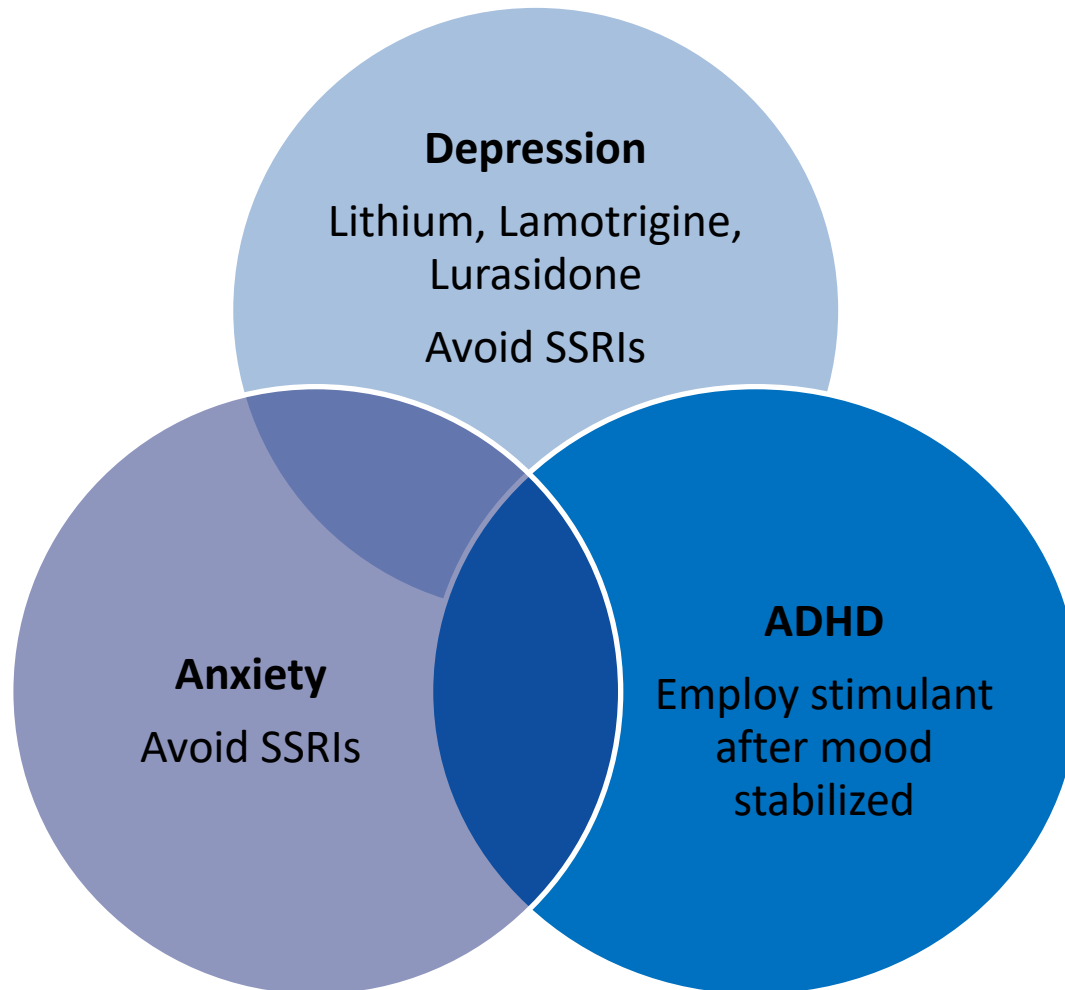 Depression
Lithium, Lamotrigine,
Lurasidone
Avoid SSRIs
Anxiety
Avoid SSRIs
ADHD
Employ stimulant
after mood
stabilized